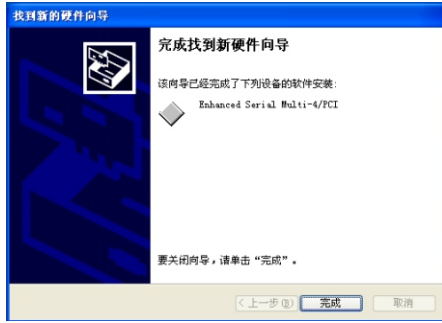 找到新的硬件向导
完成找到新硬件向导
该向导已经完成了下列设备的软件安装:
Enhanced Serial Multi-4/PCI
要关闭向导，请单击“完成”。
<上一步(B) 完成 取消